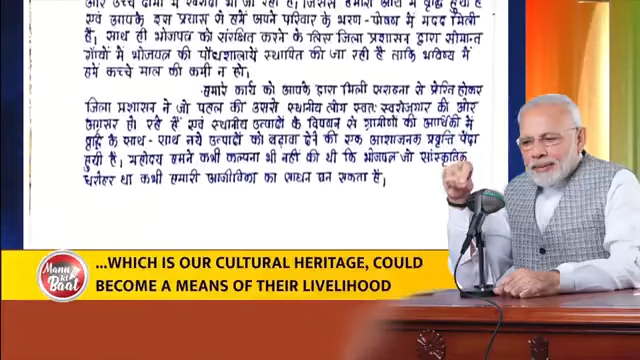 और उच्च दामों में खरीदा भी जा रहा है। जिससे हमारी आय में वृद्धि हुयी है
एवं आपके इस प्रयास से हमें अपने परिवार के भरण-पोषण में मदद मिली
है। साथ ही भोजपत्र को संरक्षित करने के लिए जिला प्रशासन द्वारा सीमान्त
गाँवों में भोजपत्र की पौधशालायें स्थापित की जा रही है ताकि भविष्य में
हमें कच्चे माल की कमी न हो।
हमारे कार्य को आपके द्वारा मिली सराहना से प्रेरित होकर
जिला प्रशासन ने जो पहल की उससे स्थानीय लोग स्वतः स्वरोजगार की ओर
अग्रसर हो रहे हैं एवं स्थानीय उत्पादों के विपणन से ग्रामीणों की आर्थिकी में
वृद्धि के साथ-साथ नये उत्पादों को बढ़ावा देने की एक आशाजनक प्रवृत्ति पैदा
हुयी है। महोदय हमने कभी कल्पना भी नहीं की थी कि भोजपत्र जो सांस्कृतिक
धरोहर था कभी हमारी आजीविका का साधन बन सकता है।
Mann ki Baat
...WHICH IS OUR CULTURAL HERITAGE, COULD
BECOME A MEANS OF THEIR LIVELIHOOD